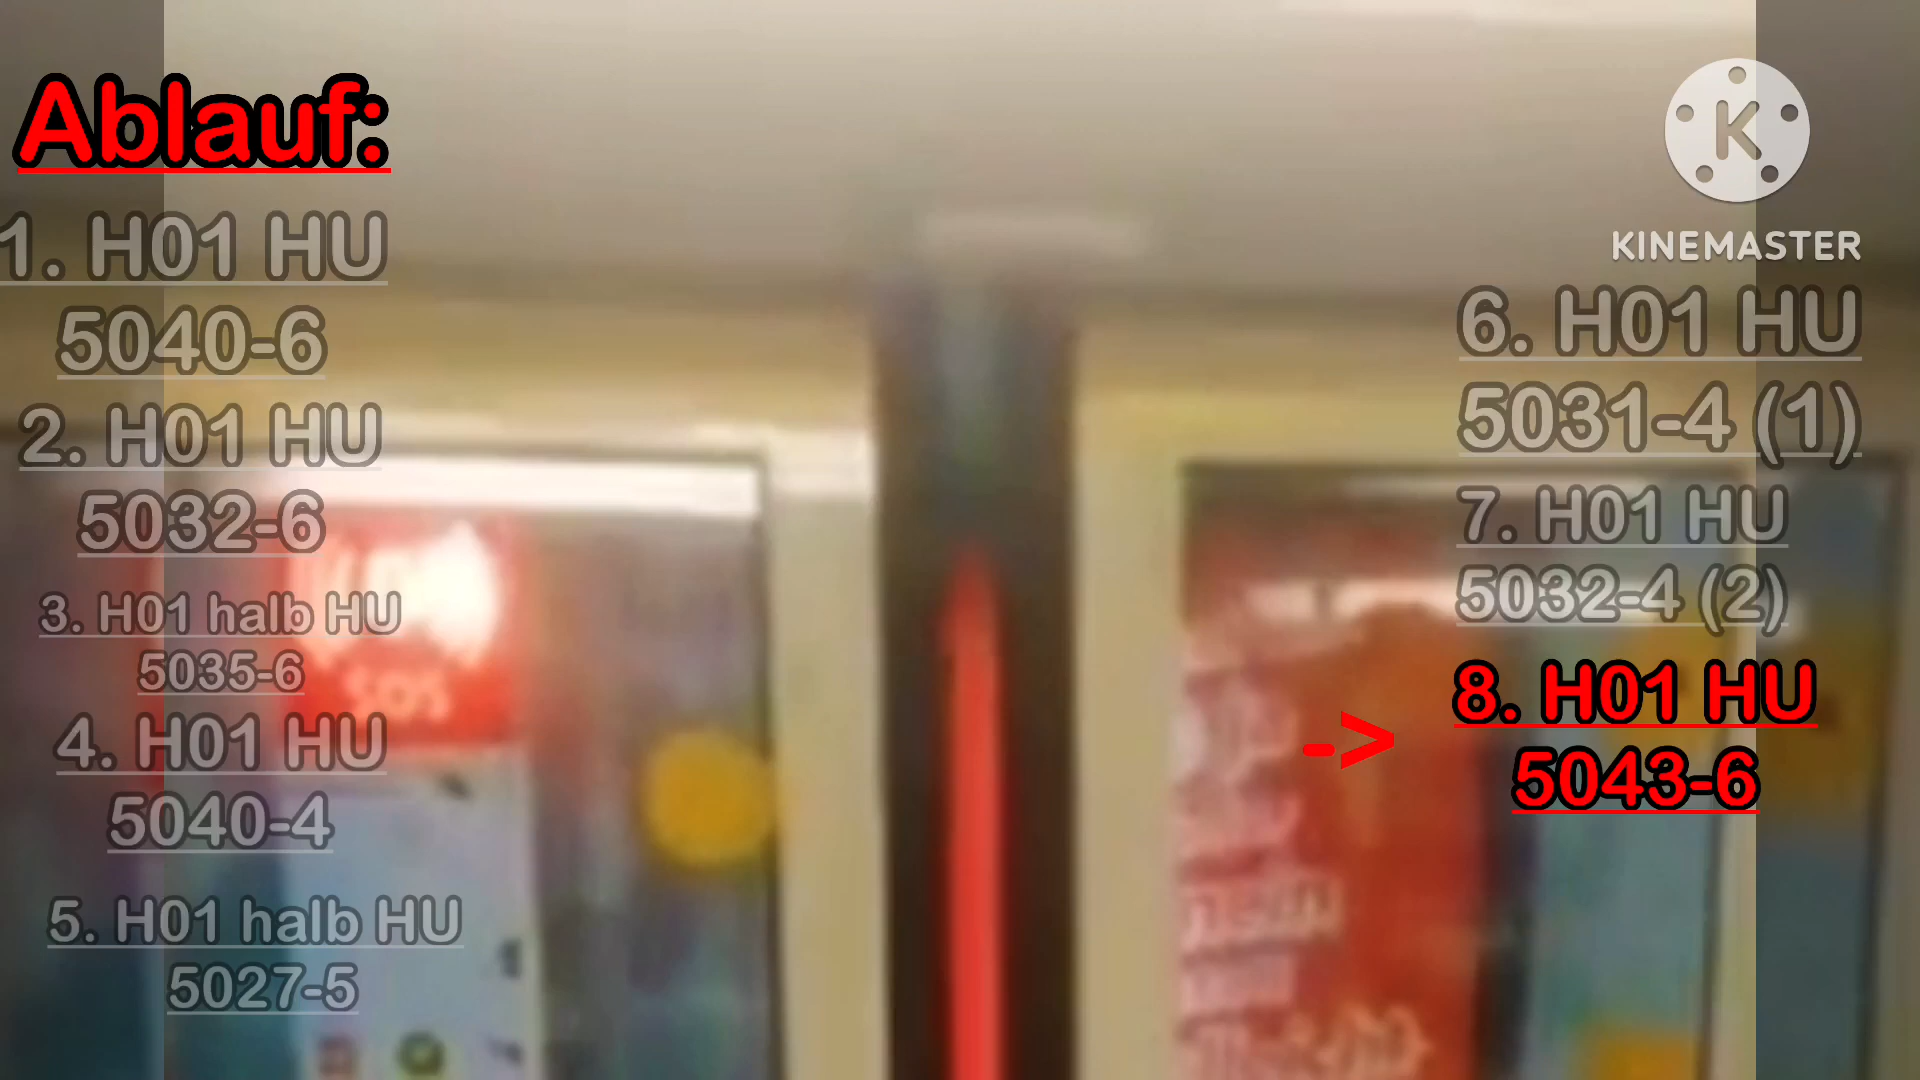 Ablauf:
1. H01 HU
5040-6
2. H01 HU
5032-6
3. H01 halb HU
5035-6
4. H01 HU
5040-4
5. H01 halb HU
5027-5
KINEMASTER
6. H01 HU
5031-4 (1)
7. H01 HU
5032-4 (2)
-> 8. H01 HU
5043-6
SOS